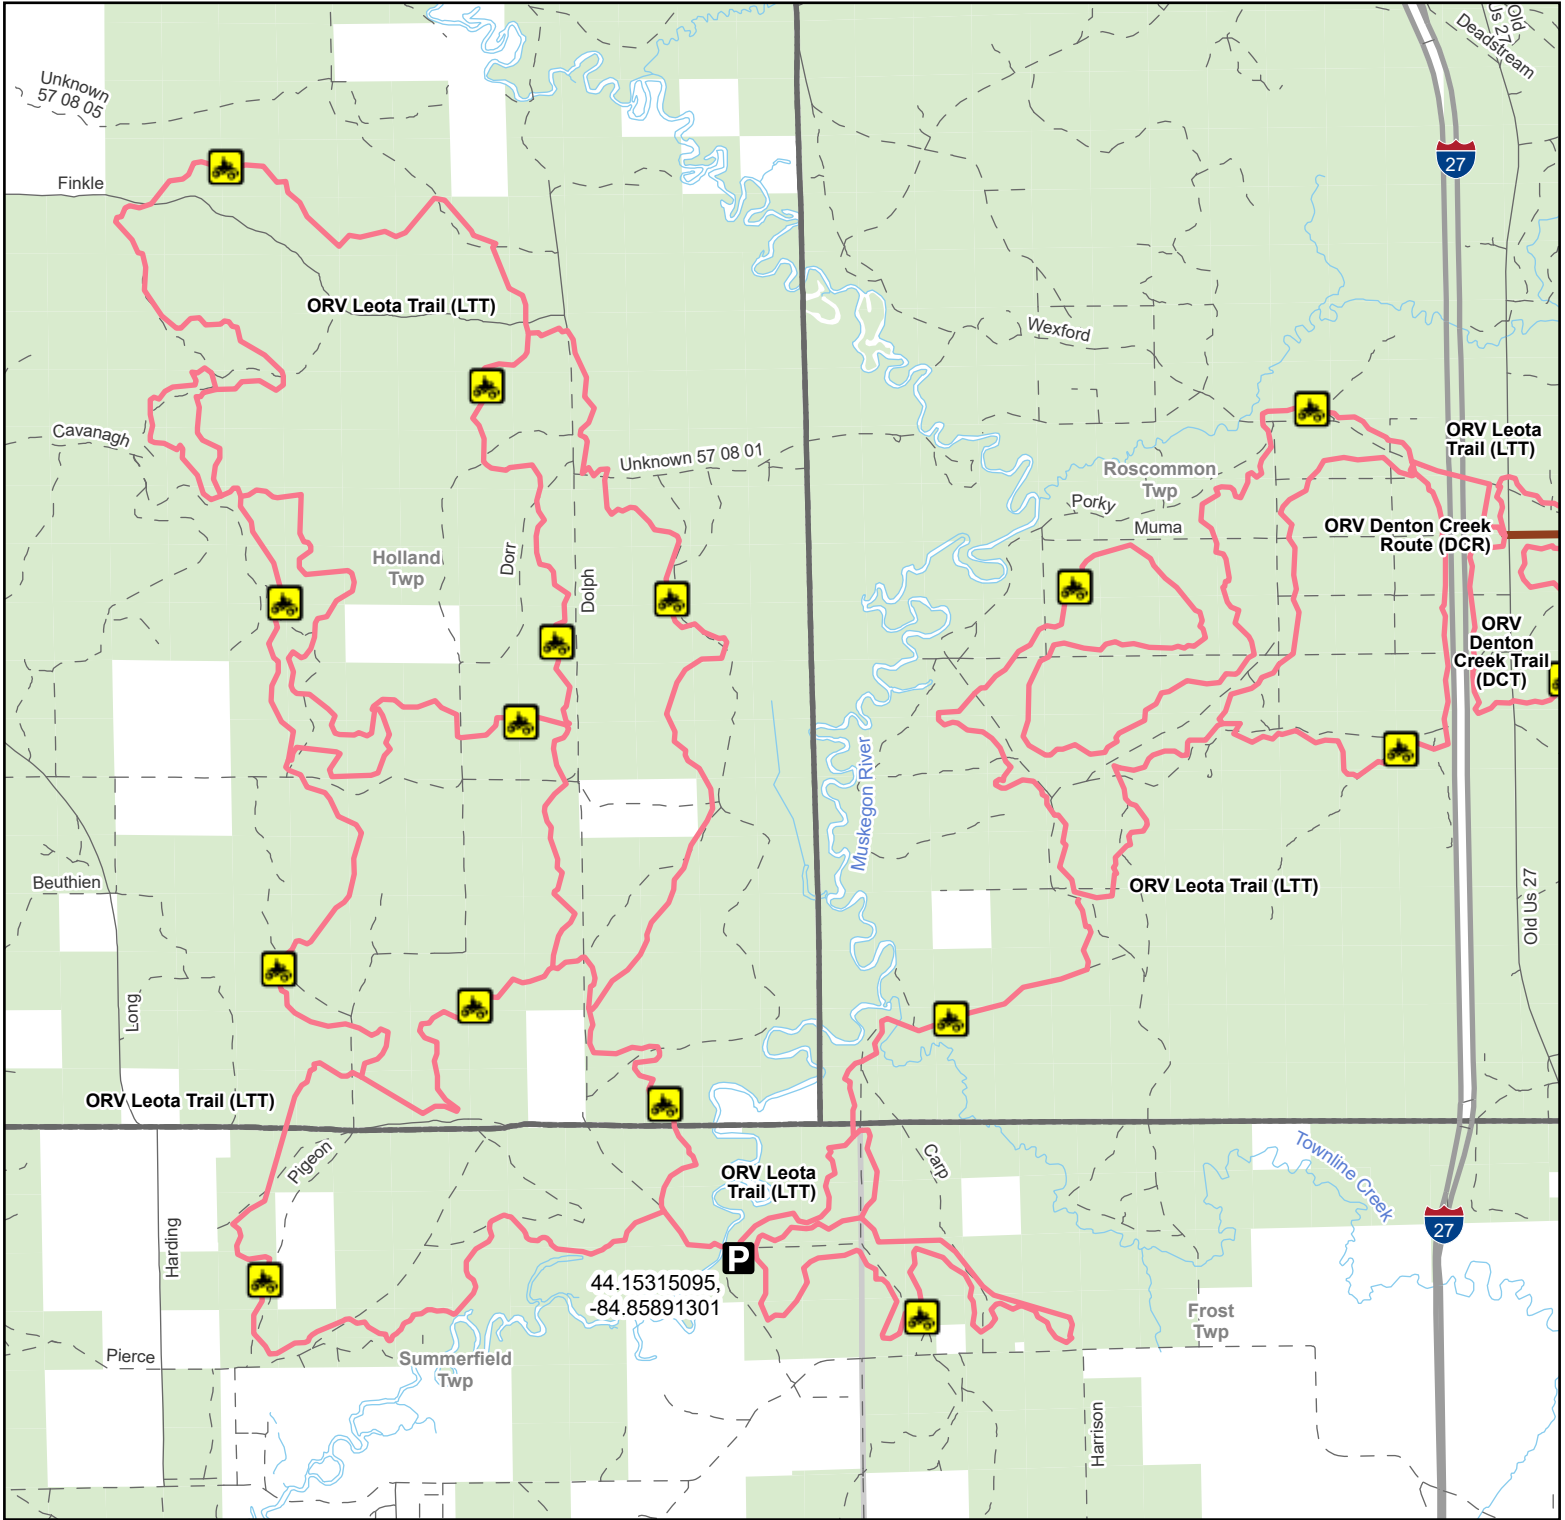 Unknown
57 08 05
Old
Us 27
Deadstream
27
Finkle
ORV Leota Trail (LTT)
Wexford
Cavanagh
Unknown 57 08 01
ORV Leota
Trail (LTT)
Roscommon
Twp
Porky
Muma
ORV Denton Creek
Route (DCR)
Holland
Twp
Dorr
Dolph
ORV
Denton
Creek Trail
(DCT)
Muskegon River
Beuthien
ORV Leota Trail (LTT)
Old Us 27
Long
ORV Leota Trail (LTT)
Pigeon
Carp
Townline Creek
ORV Leota
Trail (LTT)
Harding
27
P
44.15315095,
-84.85891301
Frost
Twp
Pierce
Summerfield
Twp
Harrison